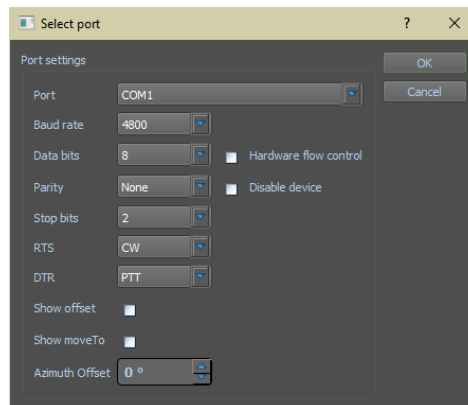 Select port ? ×
Port settings
OK
Port COM1
Cancel
Baud rate 4800
Data bits 8 Hardware flow control
Parity None Disable device
Stop bits 2
RTS CW
DTR PTT
Show offset
Show moveTo
Azimuth Offset 0 º